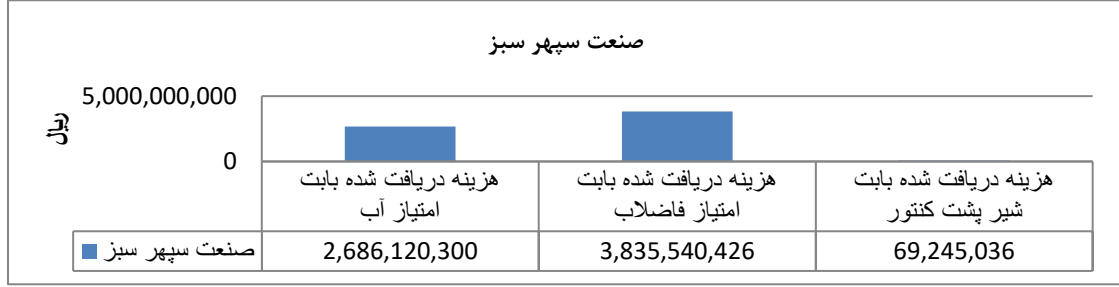 صنعت سپهر سبز
5,000,000,000
ریال
0
هزینه دریافت شده بابت
امتیاز آب
هزینه دریافت شده بابت
امتیاز فاضلاب
هزینه دریافت شده بابت
شیر پشت کنتور
صنعت سپهر سبز
2,686,120,300
3,835,540,426
69,245,036